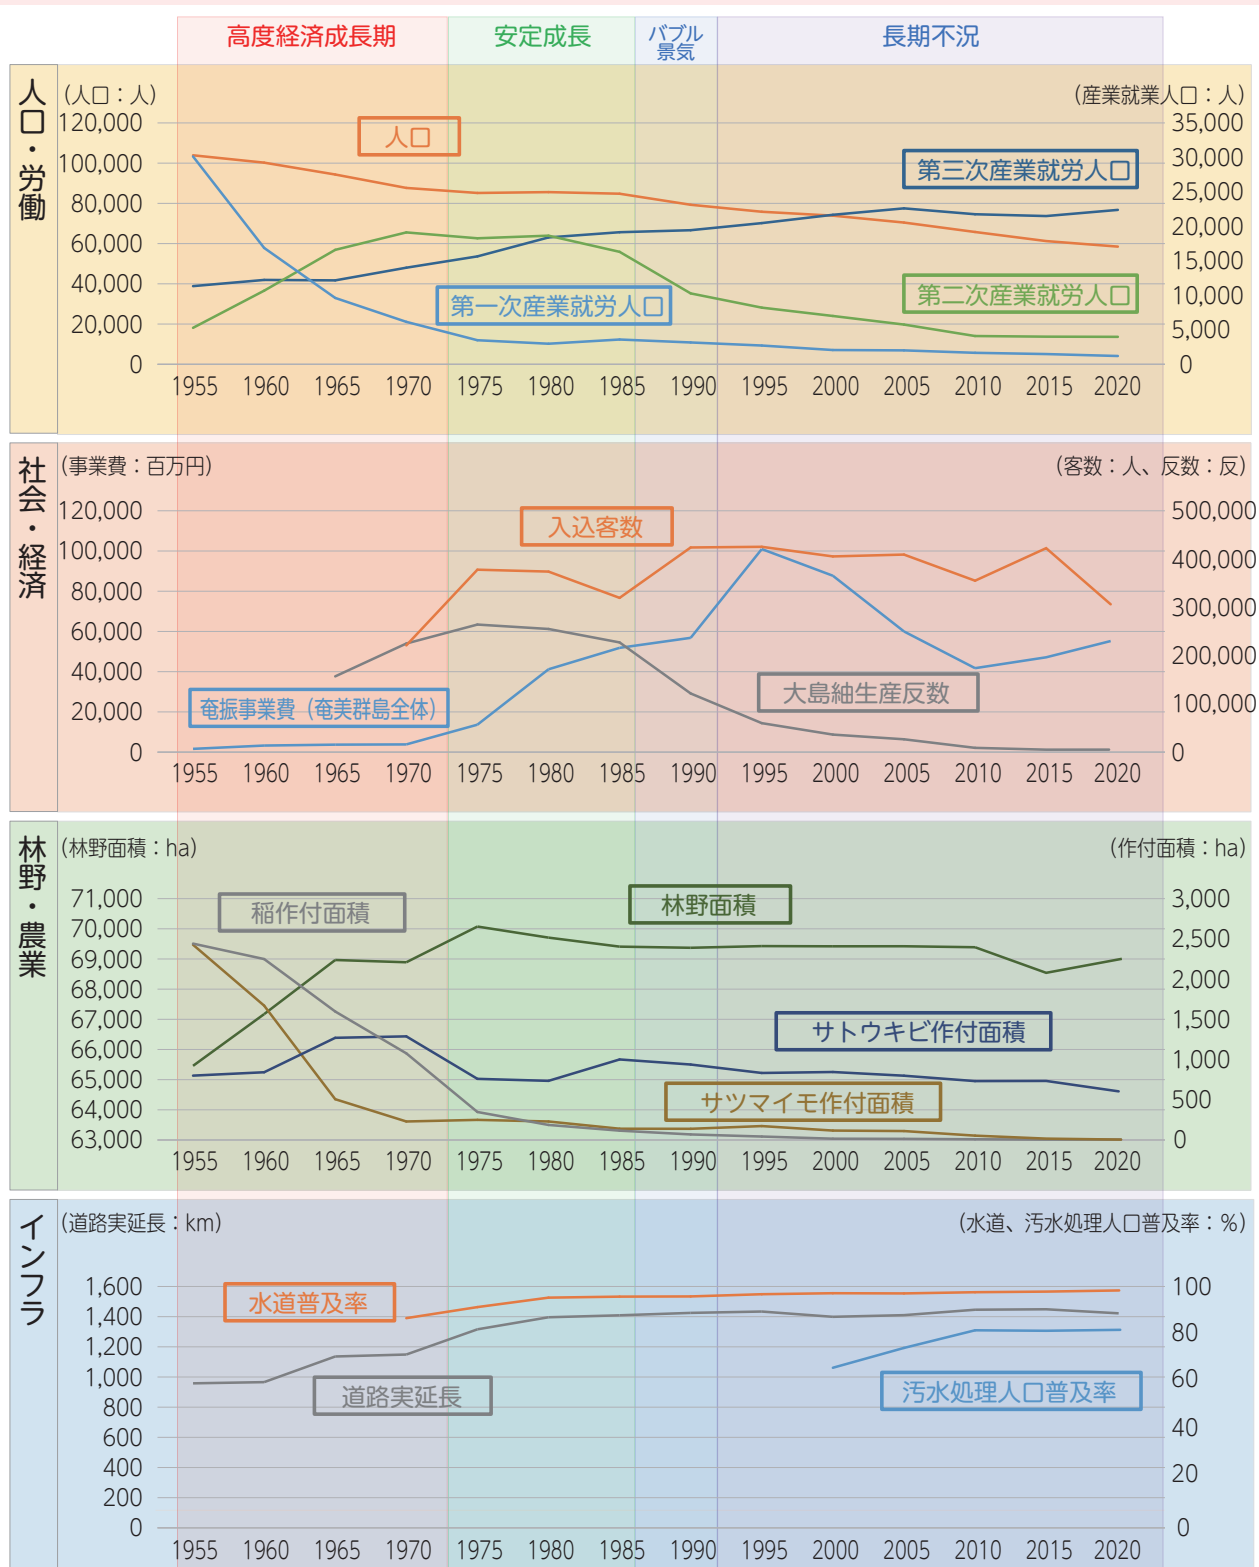 高度経済成長期
安定成長
バブル
景気
長期不況
人口・労働
（人口：人）
（産業就業人口：人）
120,000
100,000
80,000
60,000
40,000
20,000
0
35,000
30,000
25,000
20,000
15,000
10,000
5,000
0
人口
第三次産業就労人口
第一次産業就労人口
第二次産業就労人口
1955 1960 1965 1970 1975 1980 1985 1990 1995 2000 2005 2010 2015 2020
社会・経済
（事業費：百万円）
（客数：人、反数：反）
120,000
100,000
80,000
60,000
40,000
20,000
0
500,000
400,000
300,000
200,000
100,000
0
入込客数
奄振事業費（奄美群島全体）
大島紬生産反数
1955 1960 1965 1970 1975 1980 1985 1990 1995 2000 2005 2010 2015 2020
林野・農業
（林野面積：ha）
（作付面積：ha）
71,000
70,000
69,000
68,000
67,000
66,000
65,000
64,000
63,000
3,000
2,500
2,000
1,500
1,000
500
0
稲作付面積
林野面積
サトウキビ作付面積
サツマイモ作付面積
1955 1960 1965 1970 1975 1980 1985 1990 1995 2000 2005 2010 2015 2020
インフラ
（道路実延長：km）
（水道、汚水処理人口普及率：%）
1,600
1,400
1,200
1,000
800
600
400
200
0
100
80
60
40
20
0
水道普及率
道路実延長
汚水処理人口普及率
1955 1960 1965 1970 1975 1980 1985 1990 1995 2000 2005 2010 2015 2020